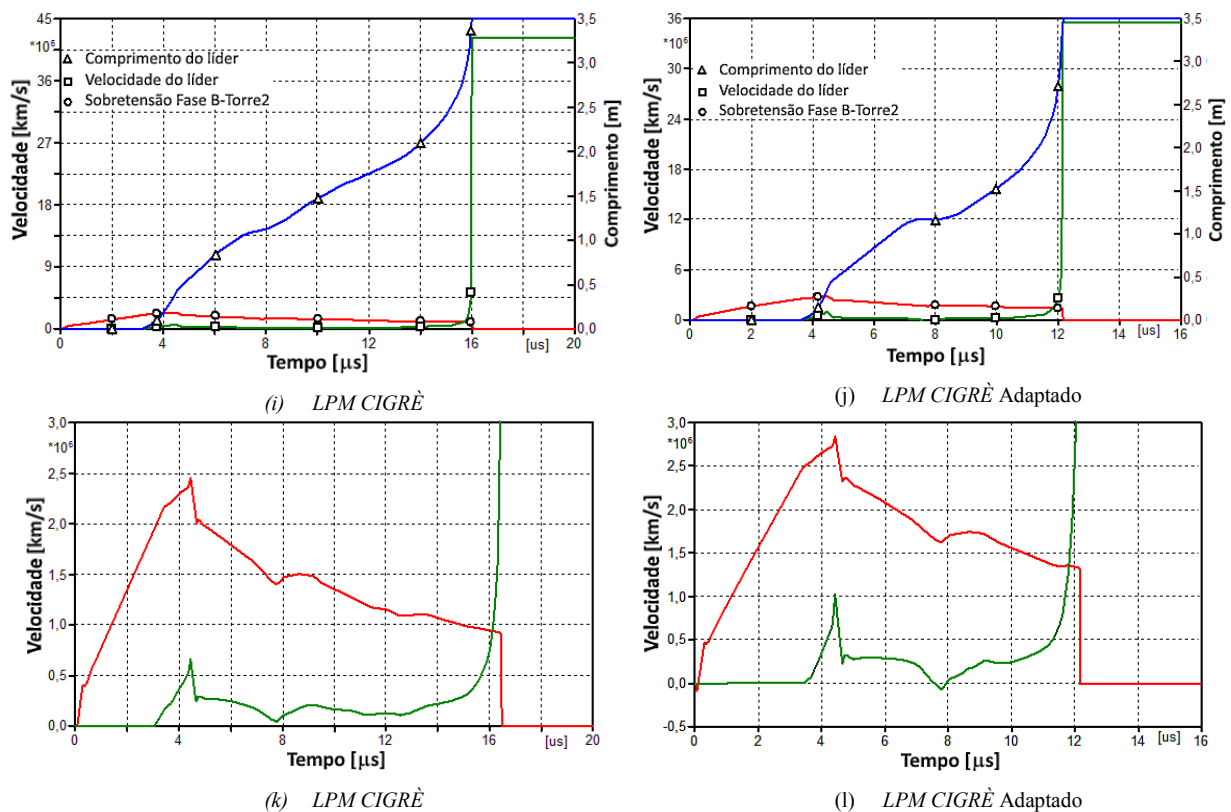 45
*10⁶
36
27
18
9
0
Velocidade [km/s]
Comprimento do líder
Velocidade do líder
Sobretensão Fase B-Torre2
3,5
3,0
2,5
2,0
1,5
1,0
0,5
0,0
Comprimento [m]
0 4 8 12 16 [us] 20
Tempo [μs]
(i) LPM CIGRÈ
36
*10⁶
30
24
18
12
6
0
Velocidade [km/s]
Comprimento do líder
Velocidade do líder
Sobretensão Fase B-Torre2
3,5
3,0
2,5
2,0
1,5
1,0
0,5
0,0
Comprimento [m]
0 2 4 6 8 10 12 14 [us] 16
Tempo [μs]
(j) LPM CIGRÈ Adaptado
3,0
*10⁶
2,5
2,0
1,5
1,0
0,5
0,0
Velocidade [km/s]
0 4 8 12 16 [us] 20
Tempo [μs]
(k) LPM CIGRÈ
3,0
*10⁶
2,5
2,0
1,5
1,0
0,5
0,0
-0,5
Velocidade [km/s]
0 2 4 6 8 10 12 14 [us] 16
Tempo [μs]
(l) LPM CIGRÈ Adaptado